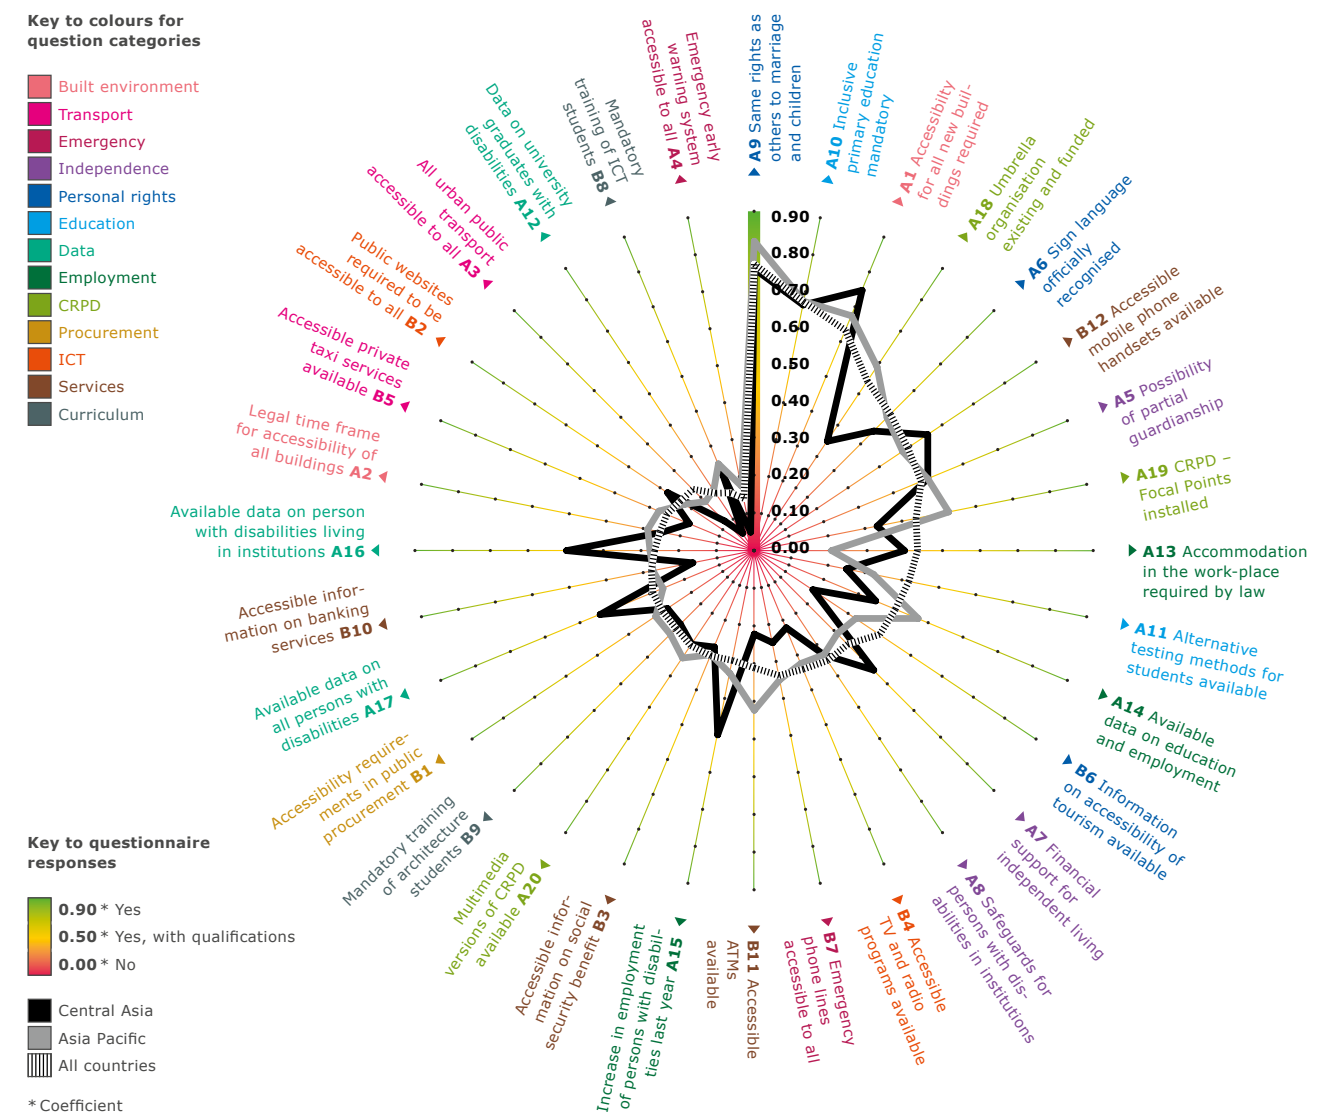 Key to colours for
question categories
Built environment
Transport
Emergency
Independence
Personal rights
Education
Data
Employment
CRPD
Procurement
ICT
Services
Curriculum
A9 Same rights as
others to marriage
and children
A10 Inclusive
primary education
mandatory
A1 Accessibilty
for all new buil-
dings required
A18 Umbrella
organisation
existing and funded
A6 Sign language
officially
recognised
B12 Accessible
mobile phone
handsets available
A5 Possibility
of partial
guardianship
A19 CRPD –
Focal Points
installed
A13 Accommodation
in the work-place
required by law
A11 Alternative
testing methods for
students available
A14 Available
data on education
and employment
B6 Information
on accessibility of
tourism available
A7 Financial
support for
independent living
A8 Safeguards for
persons with dis-
abilities in institutions
B4 Accessible
TV and radio
programs available
B7 Emergency
phone lines
accessible to all
B11 Accessible
ATMs
available
Increase in employment
of persons with disabil-
ties last year A15
Accessible infor-
mation on social
security benefit B3
Multimedia
versions of CRPD
available A20
Mandatory training
of architecture
students B9
Accessibility require-
ments in public
procurement B1
Available data on
all persons with
disabilities A17
Accessible infor-
mation on banking
services B10
Available data on person
with disabilities living
in institutions A16
Legal time frame
for accessibility of
all buildings A2
Accessible private
taxi services
available B5
Public websites
required to be
accessible to all B2
All urban public
transport
accessible to all A3
Data on university
graduates with
disabilities A12
Mandatory
training of ICT
students B8
Emergency early
warning system
accessible to all A4
0.90
0.80
0.70
0.60
0.50
0.40
0.30
0.20
0.10
0.00
Key to questionnaire
responses
0.90 * Yes
0.50 * Yes, with qualifications
0.00 * No
Central Asia
Asia Pacific
All countries
* Coefficient